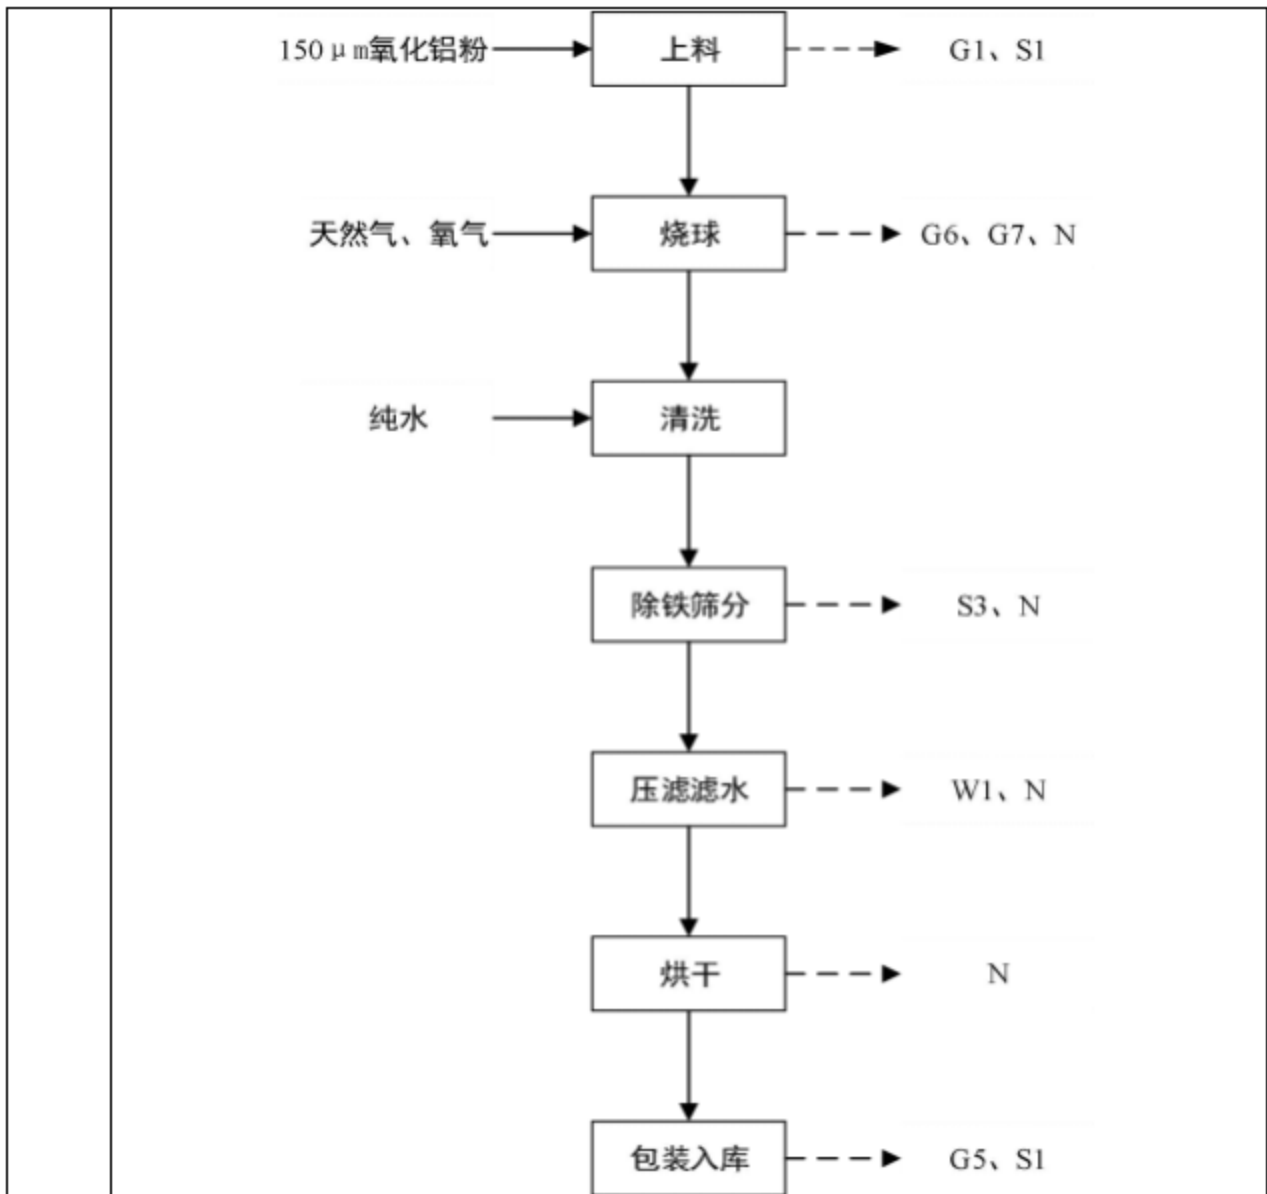 150μm氧化铝粉 上料 G1、S1
天然气、氧气 烧球 G6、G7、N
纯水 清洗
除铁筛分 S3、N
压滤滤水 W1、N
烘干 N
包装入库 G5、S1